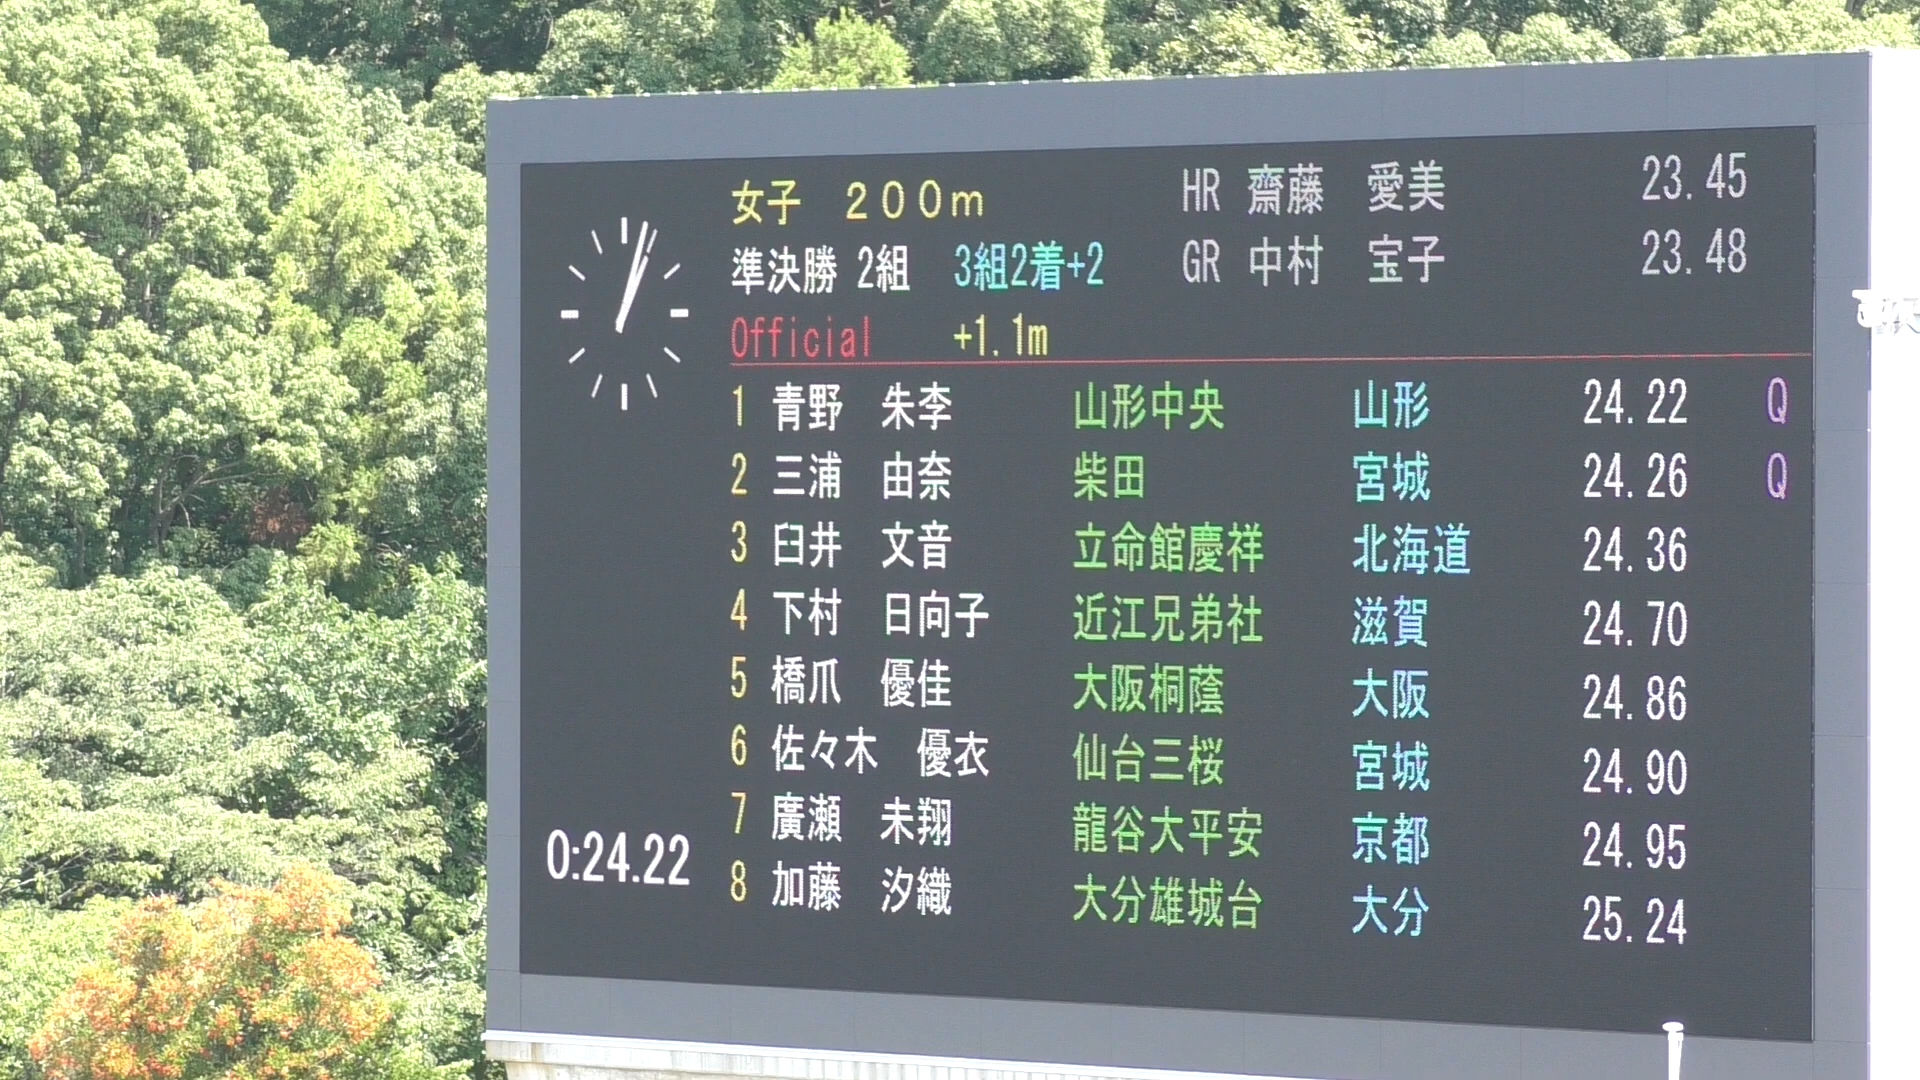 女子 200m HR 齋藤 愛美 23.45
準決勝 2組 3組2着+2 GR 中村 宝子 23.48
Official +1.1m
1 青野 朱李 山形中央 山形 24.22 Q
2 三浦 由奈 柴田 宮城 24.26 Q
3 臼井 文音 立命館慶祥 北海道 24.36
4 下村 日向子 近江兄弟社 滋賀 24.70
5 橋爪 優佳 大阪桐蔭 大阪 24.86
6 佐々木 優衣 仙台三桜 宮城 24.90
7 廣瀬 未翔 龍谷大平安 京都 24.95
8 加藤 汐織 大分雄城台 大分 25.24
0:24.22